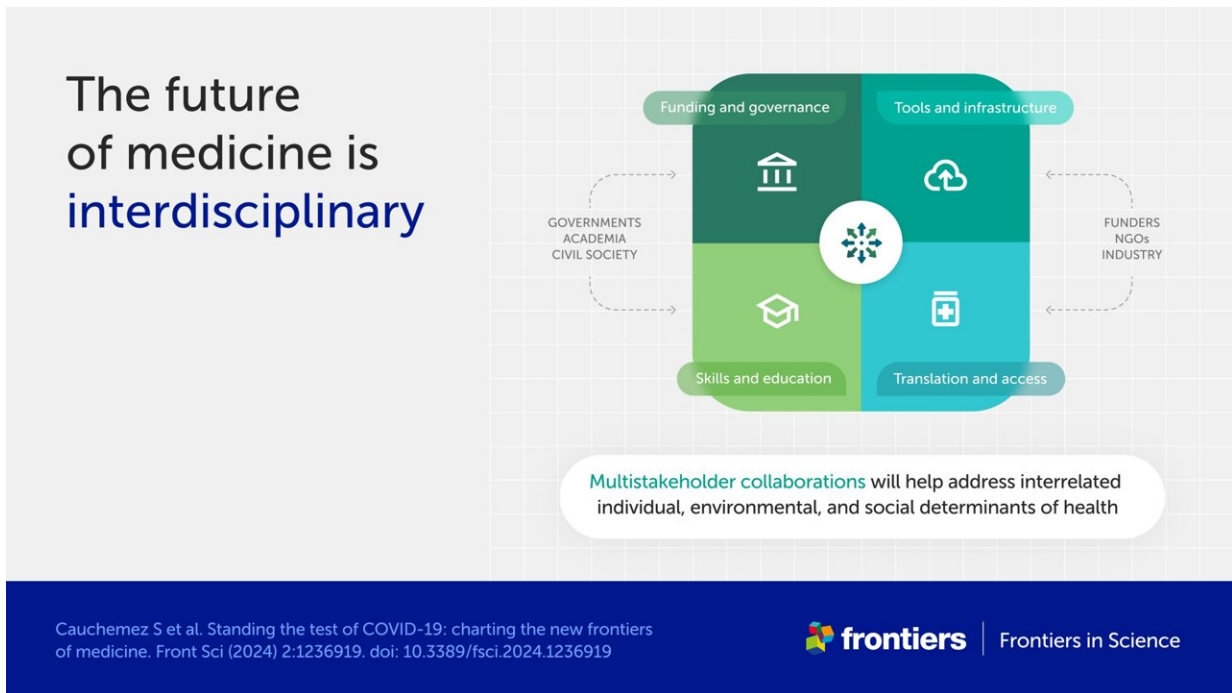 The future
of medicine is
interdisciplinary
Funding and governance
Tools and infrastructure
GOVERNMENTS
ACADEMIA
CIVIL SOCIETY
FUNDERS
NGOs
INDUSTRY
Skills and education
Translation and access
Multistakeholder collaborations will help address interrelated
individual, environmental, and social determinants of health
Cauchemez S et al. Standing the test of COVID-19: charting the new frontiers
of medicine. Front Sci (2024) 2:1236919. doi: 10.3389/fsci.2024.1236919
frontiers
Frontiers in Science